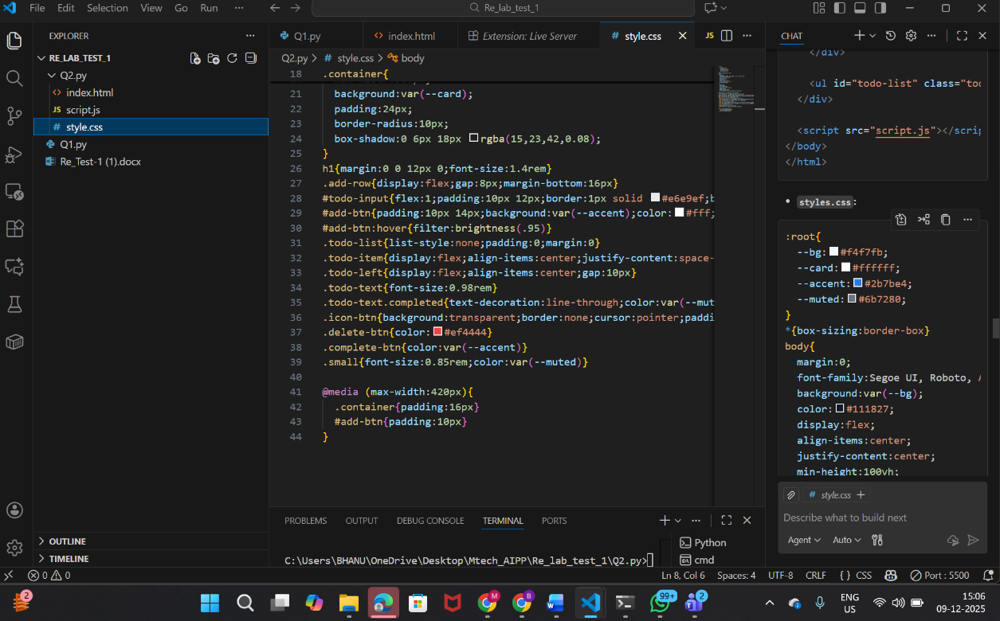 File Edit Selection View Go Run ···
Re_lab_test_1
EXPLORER
RE_LAB_TEST_1
Q2.py
index.html
JS script.js
# style.css
Q1.py
Re_Test-1 (1).docx
OUTLINE
TIMELINE
Q1.py
<> index.html
Extension: Live Server
# style.css
JS
Q2.py > # style.css > body
18 .container{
21 background:var(--card);
22 padding:24px;
23 border-radius:10px;
24 box-shadow:0 6px 18px rgba(15,23,42,0.08);
25 }
26 h1{margin:0 0 12px 0;font-size:1.4rem}
27 .add-row{display:flex;gap:8px;margin-bottom:16px}
28 #todo-input{flex:1;padding:10px 12px;border:1px solid #e6e9ef;b
29 #add-btn{padding:10px 14px;background:var(--accent);color:#fff;
30 #add-btn:hover{filter:brightness(.95)}
31 .todo-list{list-style:none;padding:0;margin:0}
32 .todo-item{display:flex;align-items:center;justify-content:space-
33 .todo-left{display:flex;align-items:center;gap:10px}
34 .todo-text{font-size:0.98rem}
35 .todo-text.completed{text-decoration:line-through;color:var(--mut
36 .icon-btn{background:transparent;border:none;cursor:pointer;paddi
37 .delete-btn{color:#ef4444}
38 .complete-btn{color:var(--accent)}
39 .small{font-size:0.85rem;color:var(--muted)}
40
41 @media (max-width:420px){
42 .container{padding:16px}
43 #add-btn{padding:10px}
44 }
PROBLEMS OUTPUT DEBUG CONSOLE TERMINAL PORTS
C:\Users\BHANU\OneDrive\Desktop\Mtech_AIPP\Re_lab_test_1\Q2.py>
Python
cmd
CHAT
</div>
<ul id="todo-list" class="tod
</div>
<script src="script.js"></scrip
</body>
</html>
• styles.css:
:root{
--bg:#f4f7fb;
--card:#ffffff;
--accent:#2b7be4;
--muted:#6b7280;
}
*{box-sizing:border-box}
body{
margin:0;
font-family:Segoe UI, Roboto, A
background:var(--bg);
color:#111827;
display:flex;
align-items:center;
justify-content:center;
min-height:100vh;
# style.css +
Describe what to build next
Agent Auto
0 0 Ln 8, Col 6 Spaces: 4 UTF-8 CRLF { } CSS Port : 5500
2
M
B
99+
2
ENG
US
15:06
09-12-2025